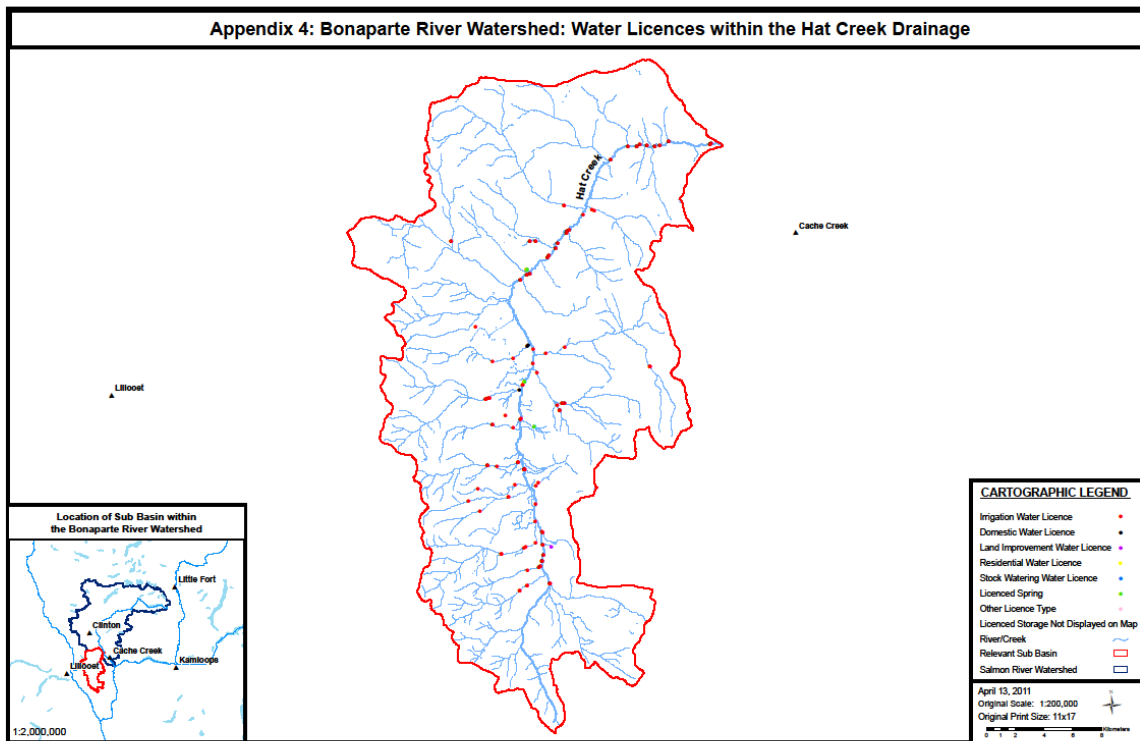 Appendix 4: Bonaparte River Watershed: Water Licences within the Hat Creek Drainage
Hat Creek
Cache Creek
Lillooet
Location of Sub Basin within
the Bonaparte River Watershed
Little Fort
Clinton
Cache Creek
Lillooet
Kamloops
1:2,000,000
CARTOGRAPHIC LEGEND
Irrigation Water Licence
Domestic Water Licence
Land Improvement Water Licence
Residential Water Licence
Stock Watering Water Licence
Licenced Spring
Other Licence Type
Licenced Storage Not Displayed on Map
River/Creek
Relevant Sub Basin
Salmon River Watershed
April 13, 2011
Original Scale: 1:200,000
Original Print Size: 11x17
0 1 2 4 6 8
Kilometers